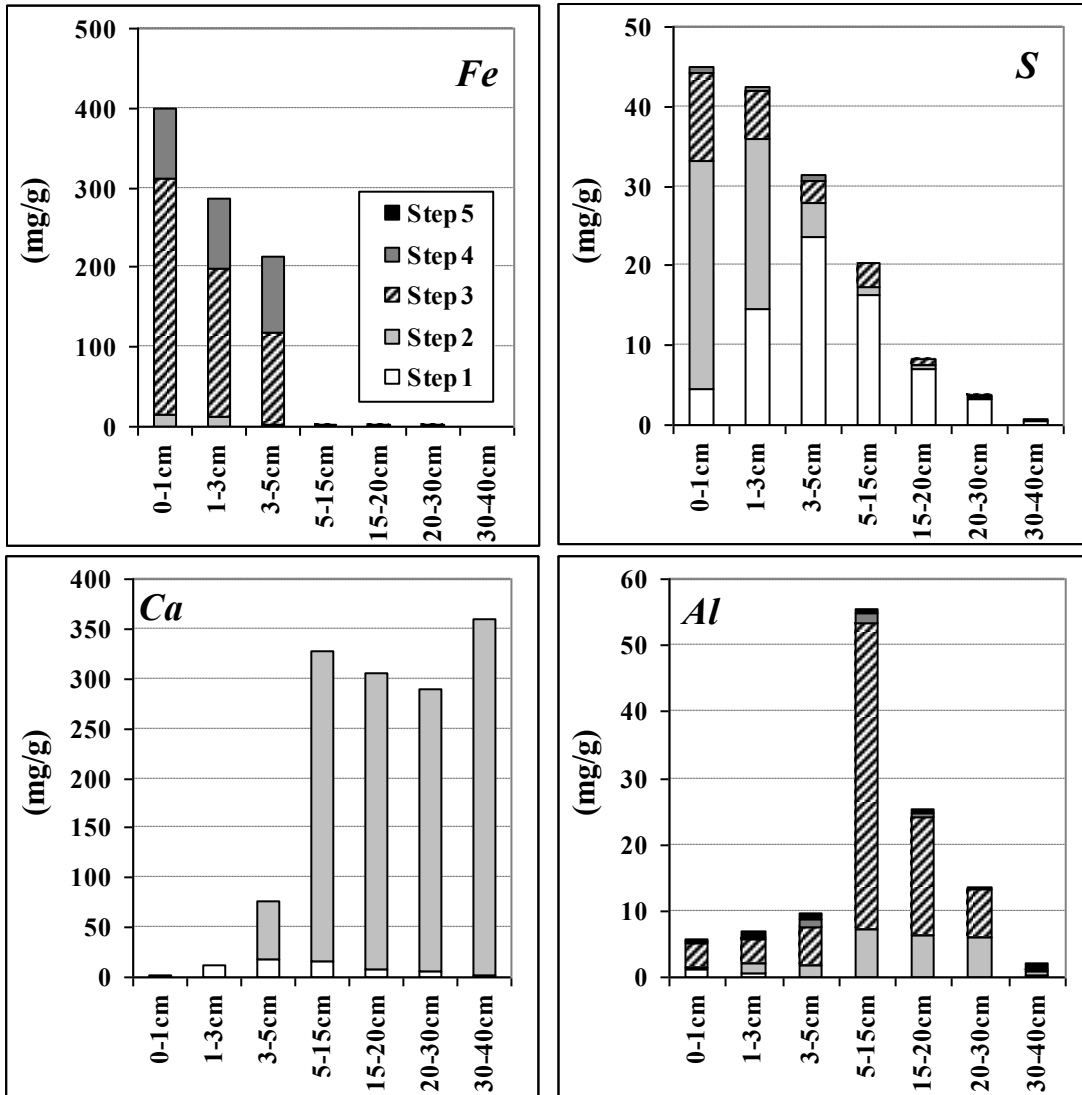 Fe
(mg/g)
500
400
300
200
100
0
Step 5
Step 4
Step 3
Step 2
Step 1
0-1cm
1-3cm
3-5cm
5-15cm
15-20cm
20-30cm
30-40cm
S
(mg/g)
50
40
30
20
10
0
0-1cm
1-3cm
3-5cm
5-15cm
15-20cm
20-30cm
30-40cm
Ca
(mg/g)
400
350
300
250
200
150
100
50
0
0-1cm
1-3cm
3-5cm
5-15cm
15-20cm
20-30cm
30-40cm
Al
(mg/g)
60
50
40
30
20
10
0
0-1cm
1-3cm
3-5cm
5-15cm
15-20cm
20-30cm
30-40cm